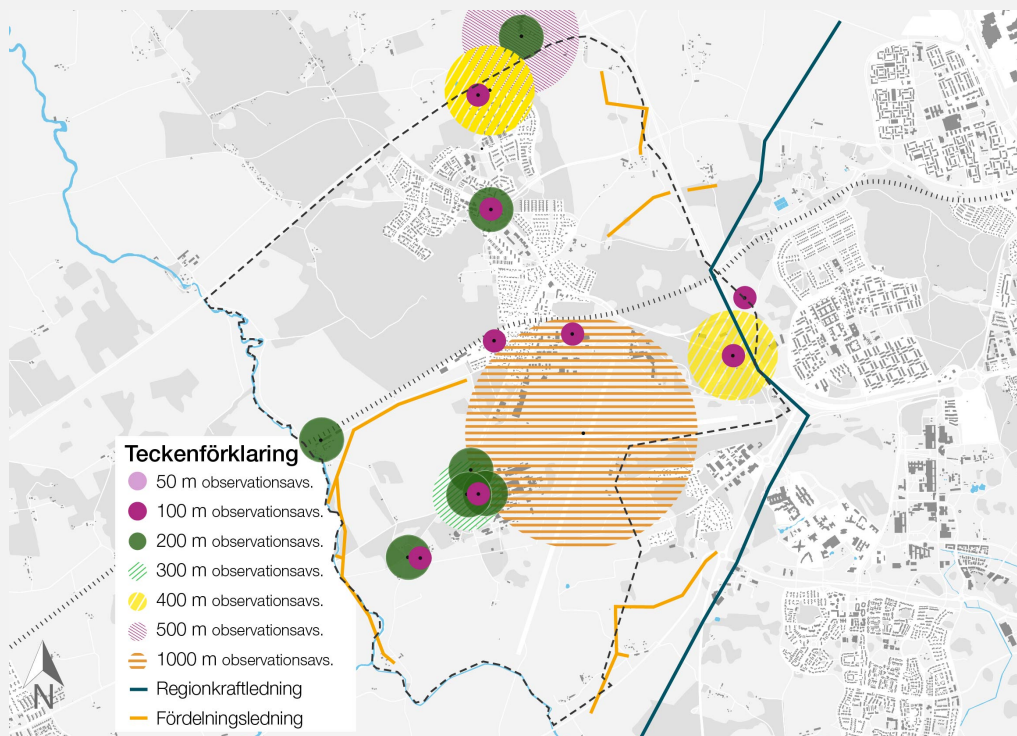 Teckenförklaring
50 m observationsavs.
100 m observationsavs.
200 m observationsavs.
300 m observationsavs.
400 m observationsavs.
500 m observationsavs.
1000 m observationsavs.
Regionkraftledning
Fördelningsledning
N